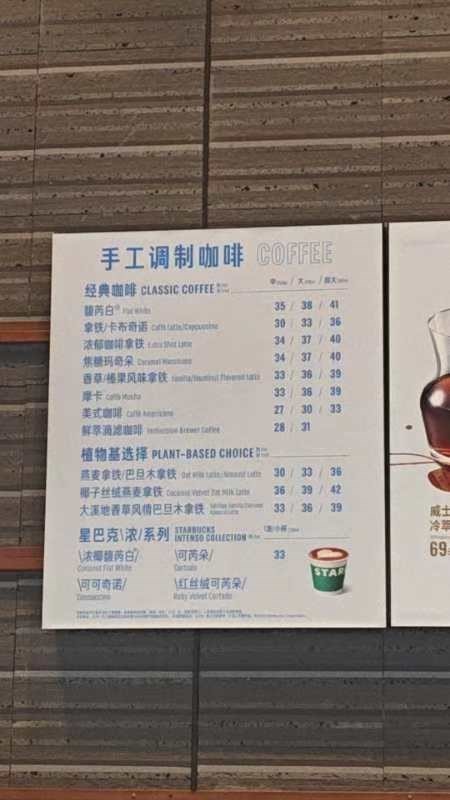 手工调制咖啡 COFFEE
经典咖啡 CLASSIC COFFEE 中 / 大 / 超大
馥芮白 Flat White 35 / 38 / 41
拿铁/卡布奇诺 Caffè Latte/Cappuccino 30 / 33 / 36
浓郁咖啡拿铁 Extra Shot Latte 34 / 37 / 40
焦糖玛奇朵 Caramel Macchiato 34 / 37 / 40
香草/榛果风味拿铁 Vanilla/Hazelnut Flavored Latte 33 / 36 / 39
摩卡 Caffè Mocha 33 / 36 / 39
美式咖啡 Caffè Americano 27 / 30 / 33
鲜萃滴滤咖啡 Immersion Brewer Coffee 28 / 31
植物基选择 PLANT-BASED CHOICE
燕麦拿铁/巴旦木拿铁 Oat Milk Latte/Almond Latte 30 / 33 / 36
椰子丝绒燕麦拿铁 Coconut Velvet Oat Milk Latte 36 / 39 / 42
大溪地香草风情巴旦木拿铁 33 / 36 / 39
星巴克\浓/系列 STARBUCKS INTENSO COLLECTION
\浓椰馥芮白/ Coconut Flat White
\可芮朵/ Cortado
33
\可可奇诺/
\红丝绒可芮朵/ Ruby Velvet Cortado
STAR
威士
冷萃
69